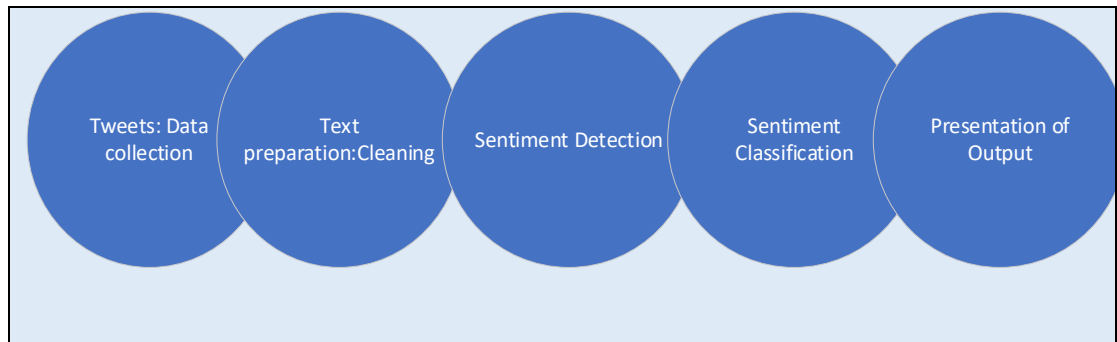 Tweets: Data
collection
Text
preparation:Cleaning
Sentiment Detection
Sentiment
Classification
Presentation of
Output